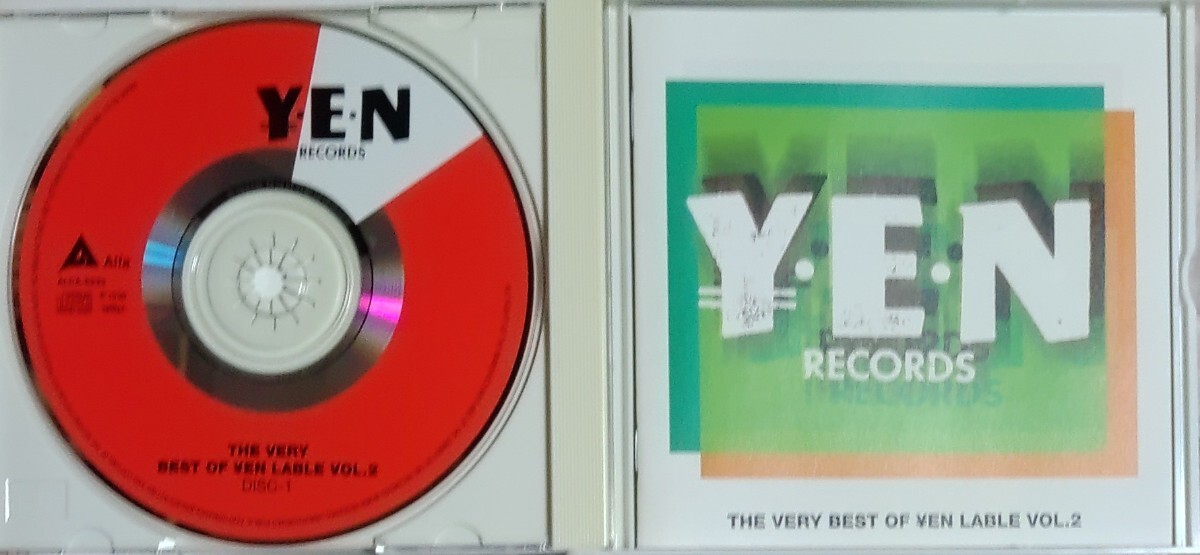 Y·E·N
RECORDS
Alfa
THE VERY
BEST OF ¥EN LABLE VOL.2
DISC-1
¥·E·N
RECORDS
THE VERY BEST OF ¥EN LABLE VOL.2